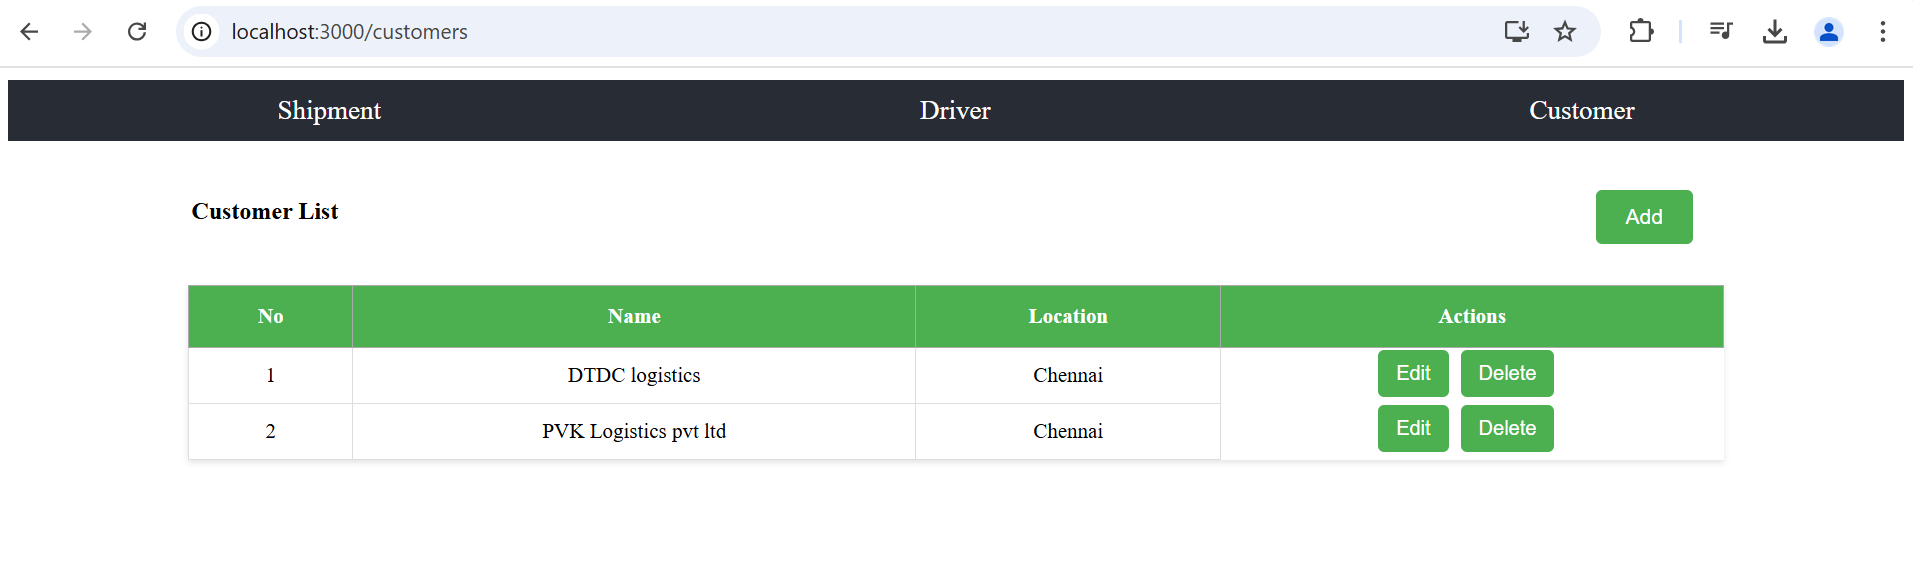 localhost:3000/customers
Shipment Driver Customer
Customer List Add
No Name Location Actions
1 DTDC logistics Chennai Edit Delete
2 PVK Logistics pvt ltd Chennai Edit Delete